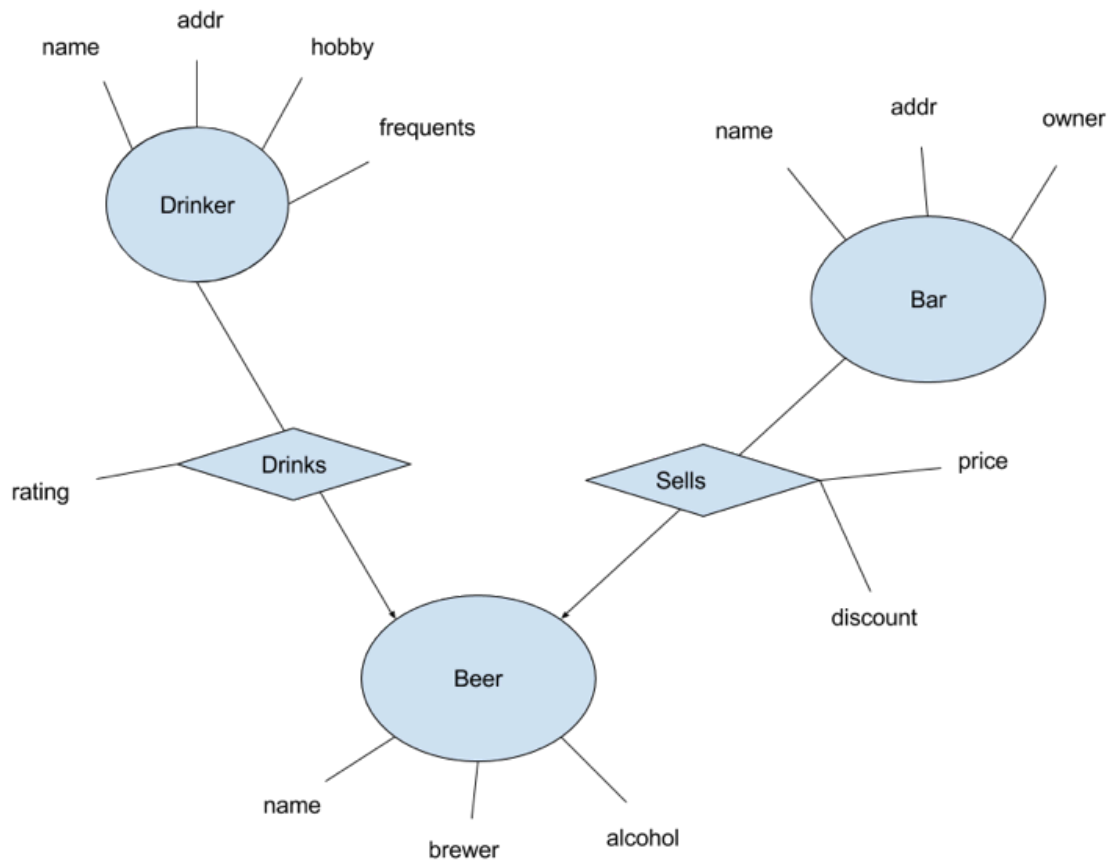 name
addr
hobby
frequents
Drinker
name
addr
owner
Bar
Drinks
rating
Sells
price
discount
Beer
name
brewer
alcohol